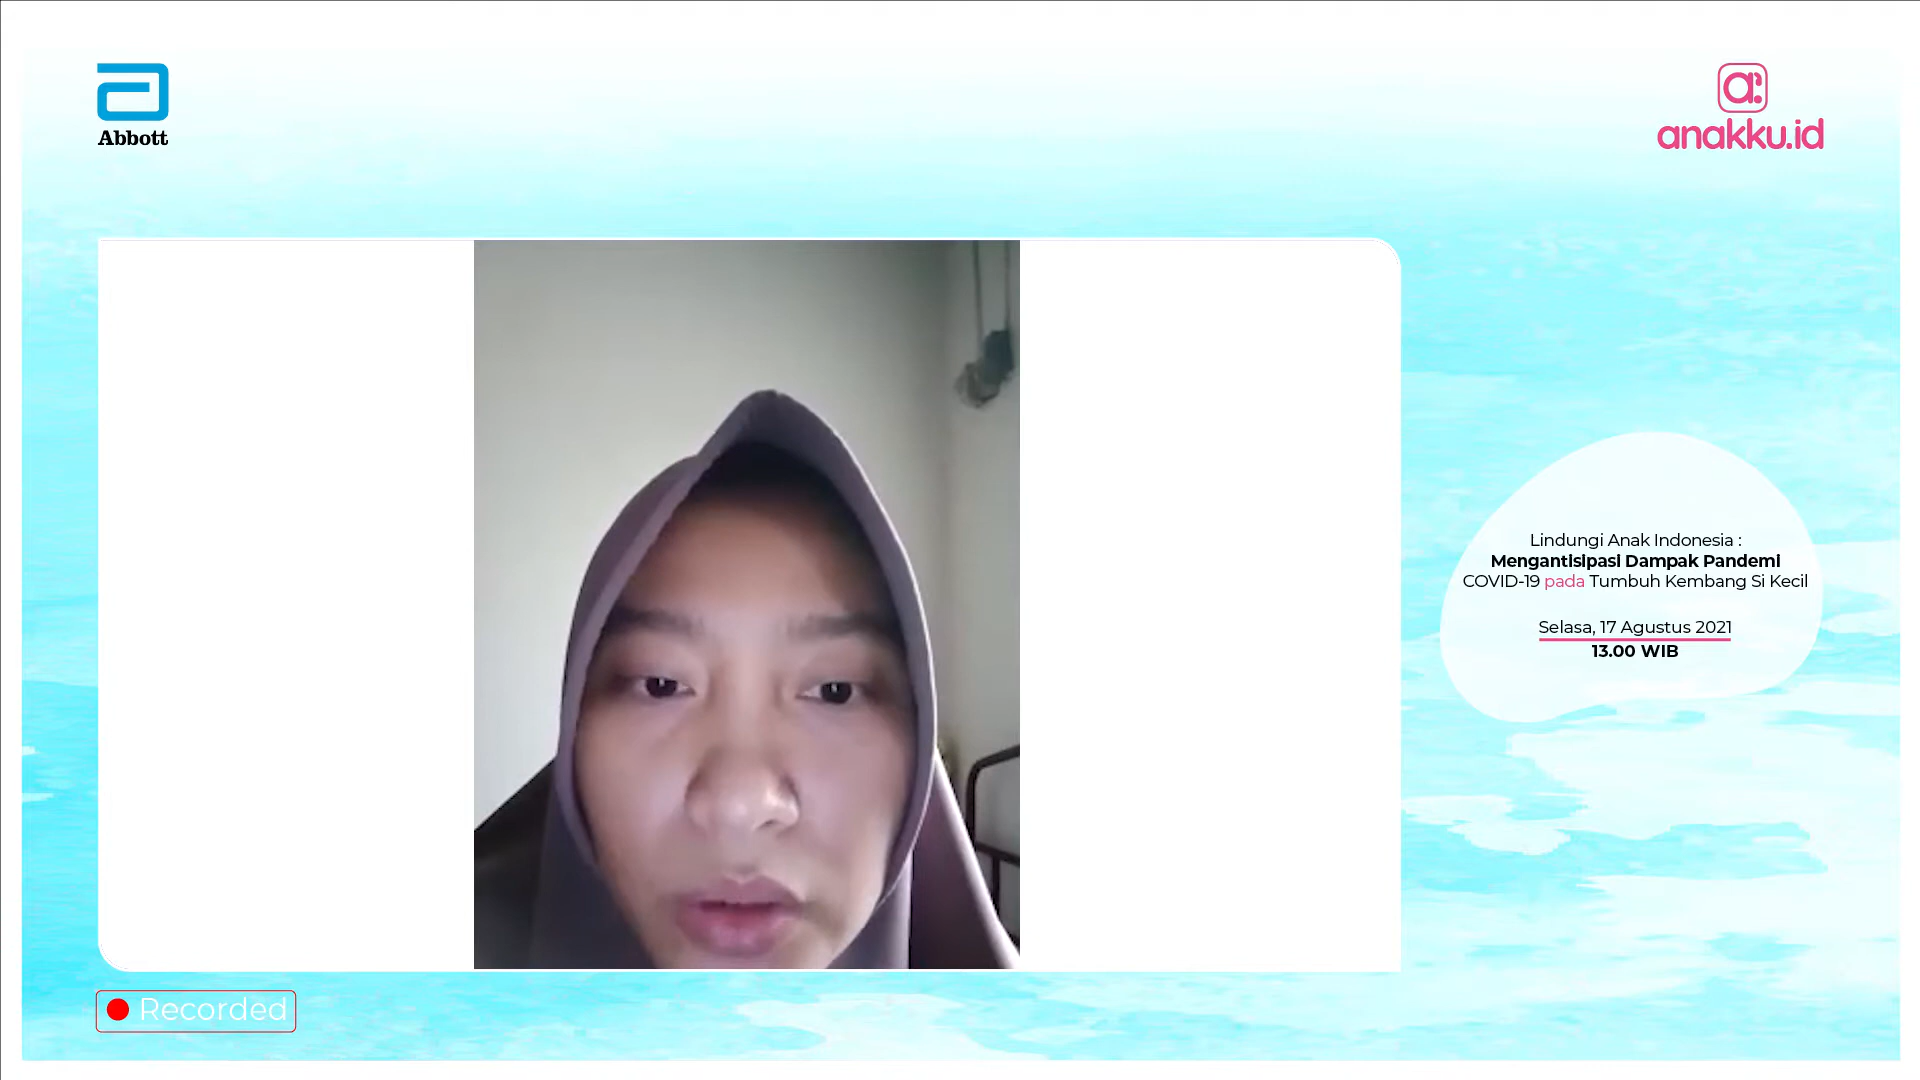 Abbott
anakku.id
Lindungi Anak Indonesia :
Mengantisipasi Dampak Pandemi
COVID-19 pada Tumbuh Kembang Si Kecil
Selasa, 17 Agustus 2021
13.00 WIB
Recorded